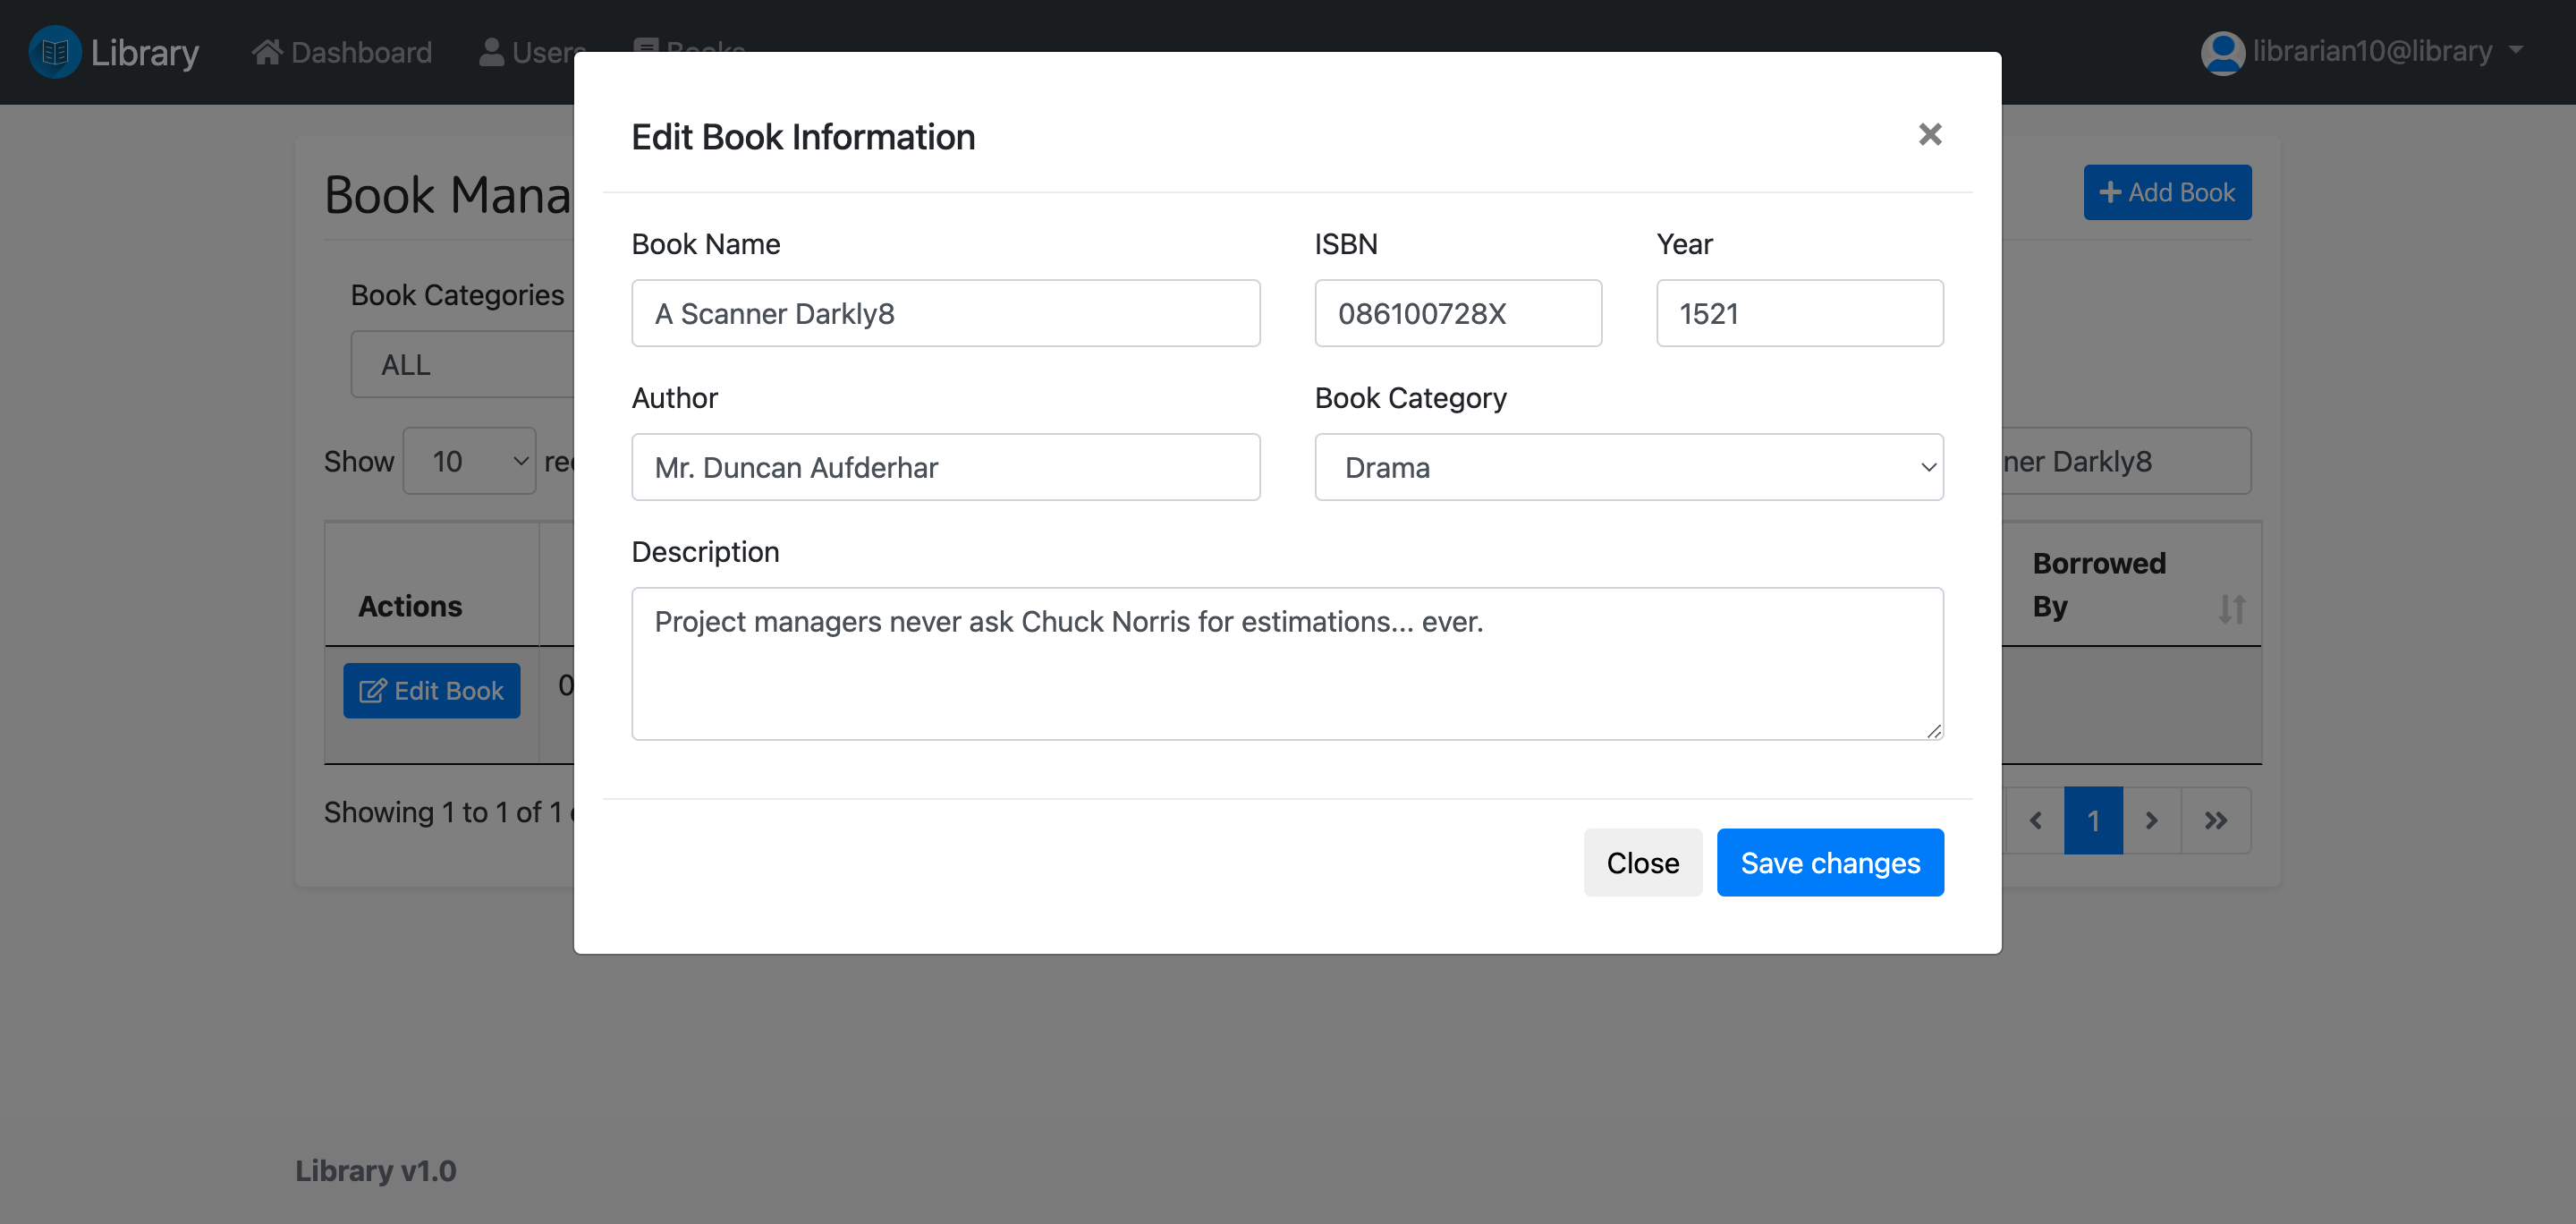 Library Dashboard Users Books librarian10@library
Edit Book Information ×
Book Mana
+ Add Book
Book Name ISBN Year
A Scanner Darkly8 086100728X 1521
Book Categories
ALL
Author Book Category
Mr. Duncan Aufderhar Drama
Show 10
ner Darkly8
Description
Project managers never ask Chuck Norris for estimations... ever.
Actions
Borrowed
By
Edit Book 0
Showing 1 to 1 of 1
‹ 1 › »
Close Save changes
Library v1.0